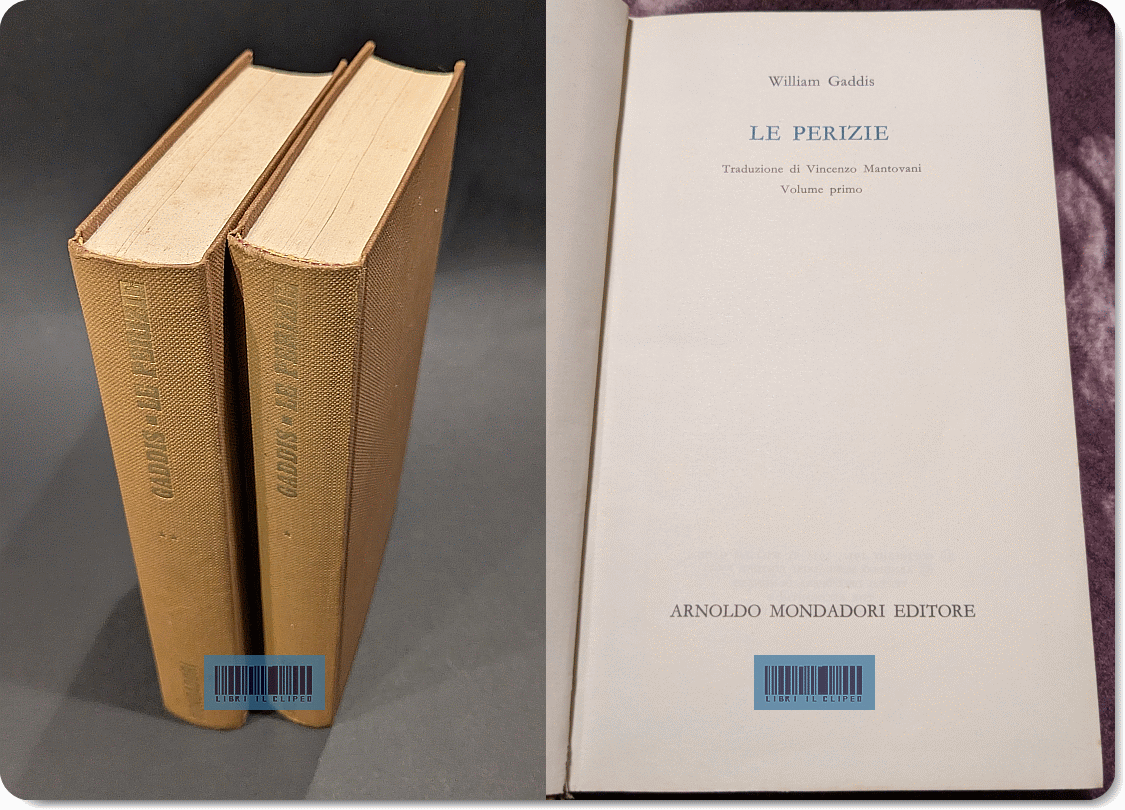 GADDIS - LE PERIZIE
GADDIS - LE PERIZIE
LIBRI IL CLIPEO
William Gaddis
LE PERIZIE
Traduzione di Vincenzo Mantovani
Volume primo
ARNOLDO MONDADORI EDITORE
LIBRI IL CLIPEO